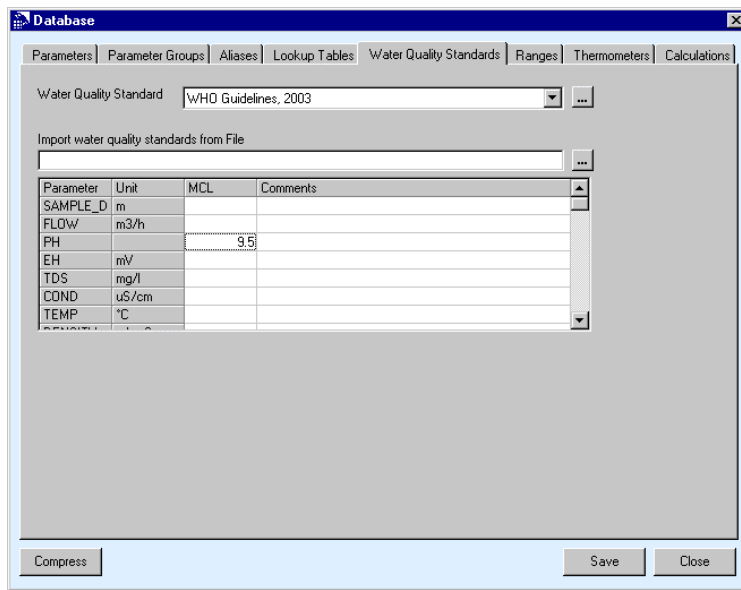 Database
Parameters Parameter Groups Aliases Lookup Tables Water Quality Standards Ranges Thermometers Calculations
Water Quality Standard WHO Guidelines, 2003 ...
Import water quality standards from File
...
Parameter Unit MCL Comments
SAMPLE_D m
FLOW m3/h
PH 9.5
EH mV
TDS mg/l
COND uS/cm
TEMP °C
Compress Save Close